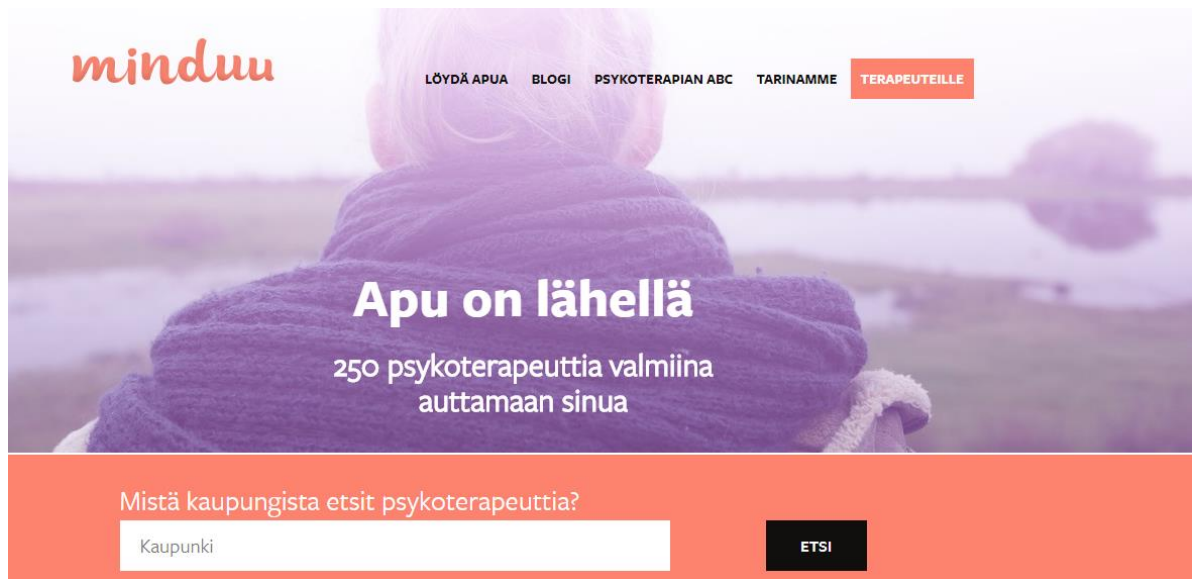 minduu
LÖYDÄ APUA BLOGI PSYKOTERAPIAN ABC TARINAMME TERAPEUTEILLE
Apu on lähellä
250 psykoterapeuttia valmiina
auttamaan sinua
Mistä kaupungista etsit psykoterapeuttia?
Kaupunki
ETSI